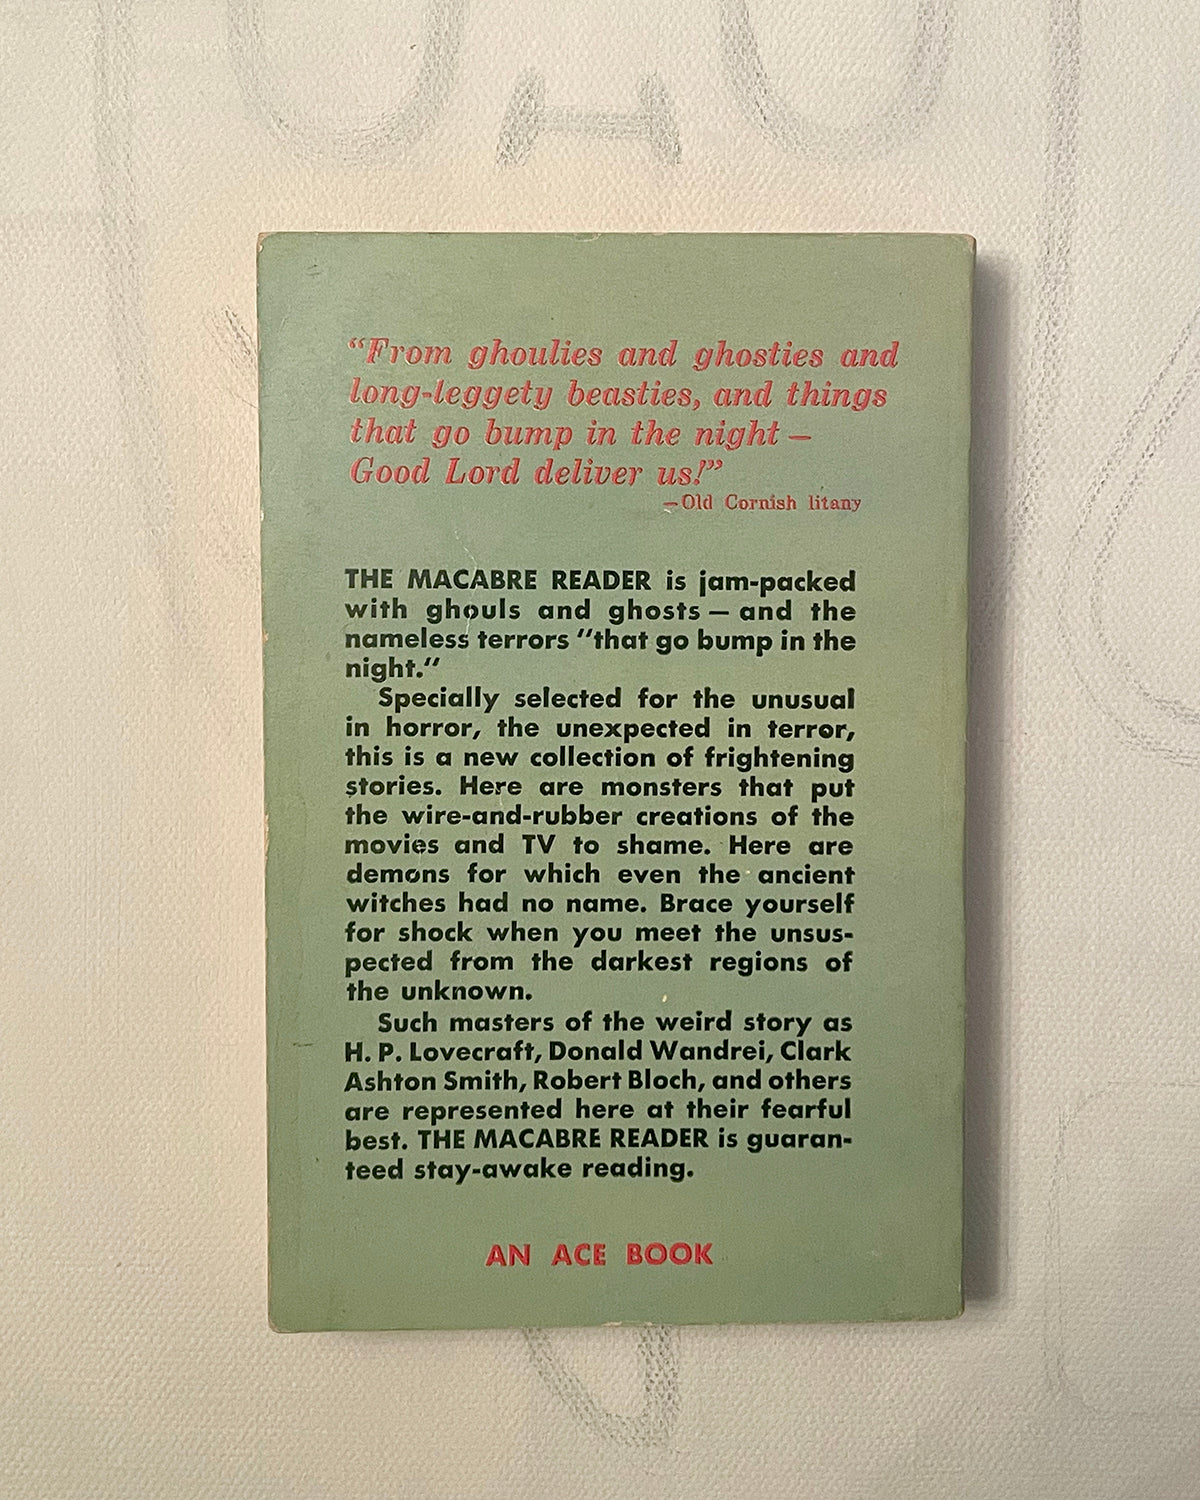 “From ghoulies and ghosties and
long-leggety beasties, and things
that go bump in the night —
Good Lord deliver us!”
—Old Cornish litany
THE MACABRE READER is jam-packed
with ghouls and ghosts — and the
nameless terrors “that go bump in the
night.”
Specially selected for the unusual
in horror, the unexpected in terror,
this is a new collection of frightening
stories. Here are monsters that put
the wire-and-rubber creations of the
movies and TV to shame. Here are
demons for which even the ancient
witches had no name. Brace yourself
for shock when you meet the unsus-
pected from the darkest regions of
the unknown.
Such masters of the weird story as
H. P. Lovecraft, Donald Wandrei, Clark
Ashton Smith, Robert Bloch, and others
are represented here at their fearful
best. THE MACABRE READER is guaran-
teed stay-awake reading.
AN ACE BOOK